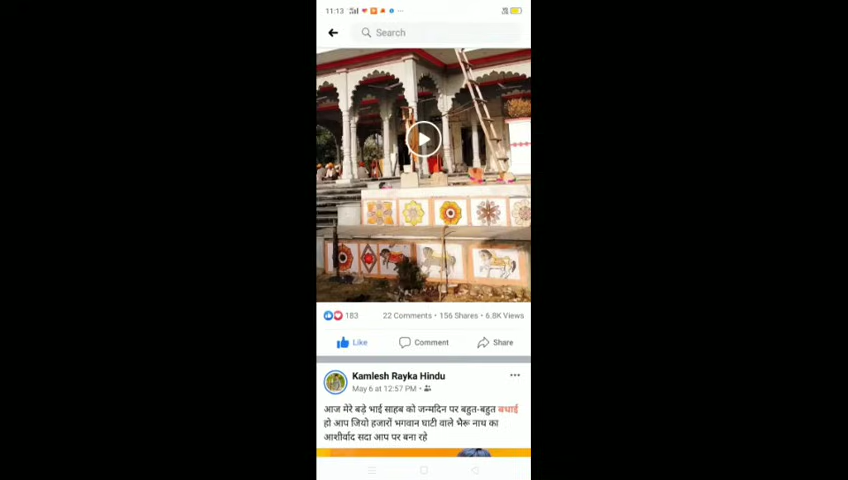 11:13
Search
183 22 Comments • 156 Shares • 6.8K Views
Like Comment Share
Kamlesh Rayka Hindu
May 6 at 12:57 PM •
आज मेरे बड़े भाई साहब को जन्मदिन पर बहुत-बहुत बधाई
हो आप जियो हजारों भगवान घाटी वाले भैरू नाथ का
आशीर्वाद सदा आप पर बना रहे